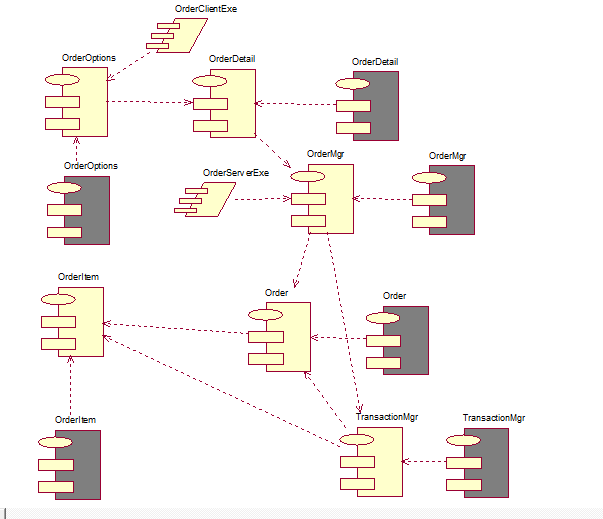 OrderClientExe
OrderOptions
OrderDetail
OrderDetail
OrderMgr
OrderMgr
OrderOptions
OrderServerExe
OrderItem
Order
Order
OrderItem
TransactionMgr
TransactionMgr